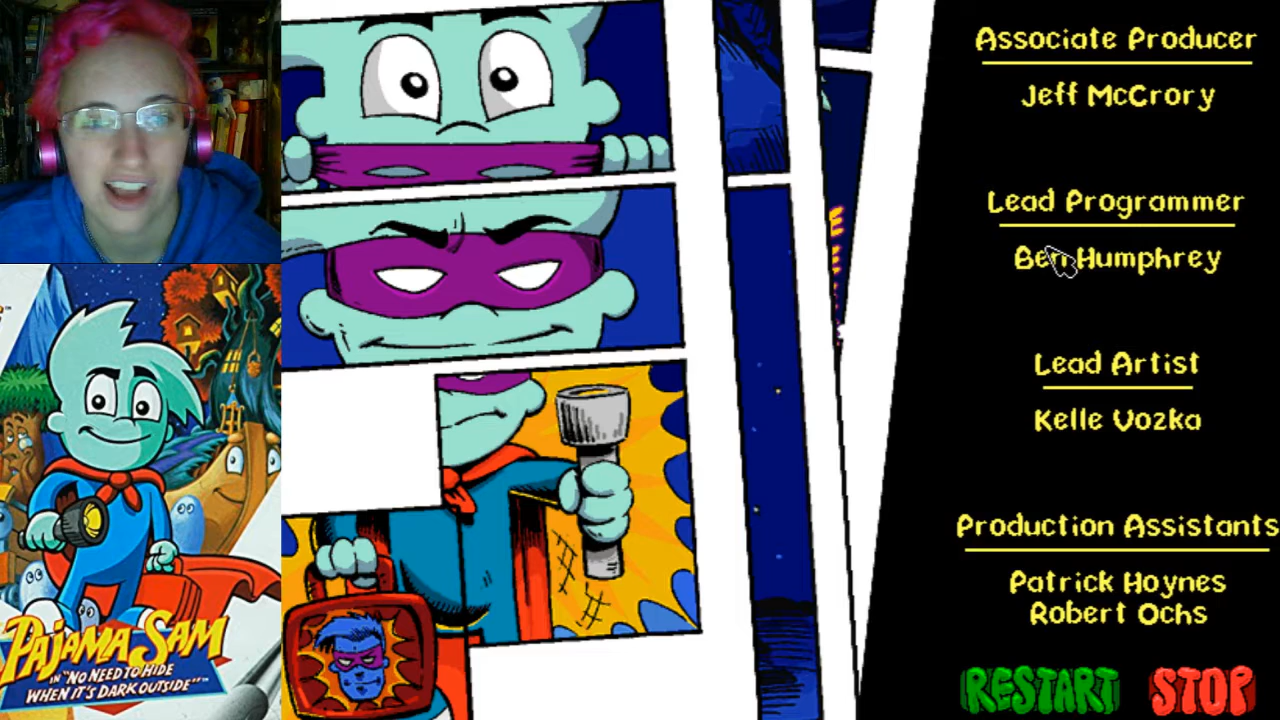 PAJAMA SAM
IN "NO NEED TO HIDE
WHEN IT'S DARK OUTSIDE"™
Associate Producer
Jeff McCrory
Lead Programmer
Ben Humphrey
Lead Artist
Kelle Vozka
Production Assistants
Patrick Hoynes
Robert Ochs
RESTART STOP